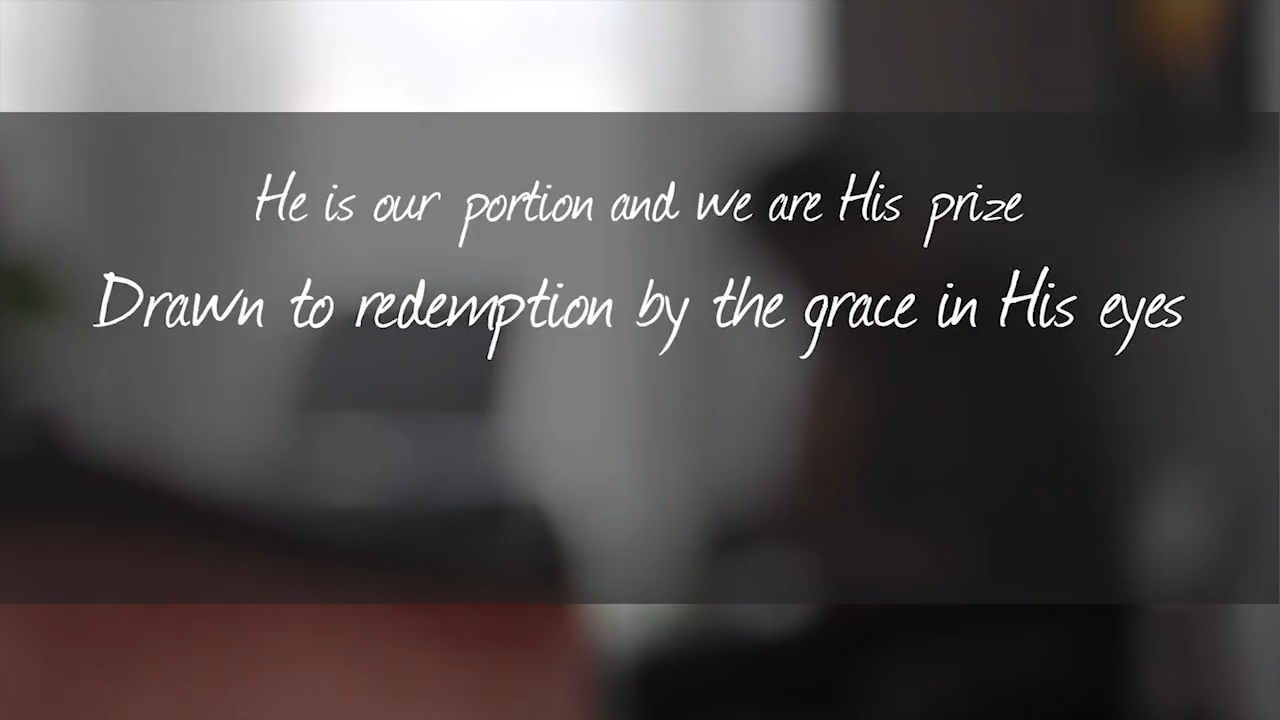 He is our portion and we are His prize
Drawn to redemption by the grace in His eyes